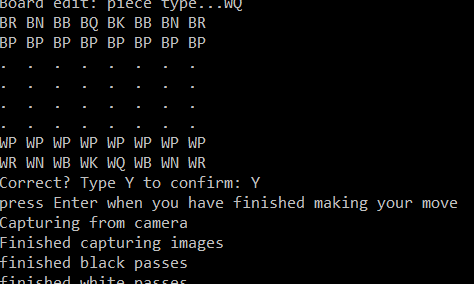 Board edit: piece type...WQ
BR BN BB BQ BK BB BN BR
BP BP BP BP BP BP BP BP
. . . . . . . .
. . . . . . . .
. . . . . . . .
. . . . . . . .
WP WP WP WP WP WP WP WP
WR WN WB WK WQ WB WN WR
Correct? Type Y to confirm: Y
press Enter when you have finished making your move
Capturing from camera
Finished capturing images
finished black passes
finished white passes